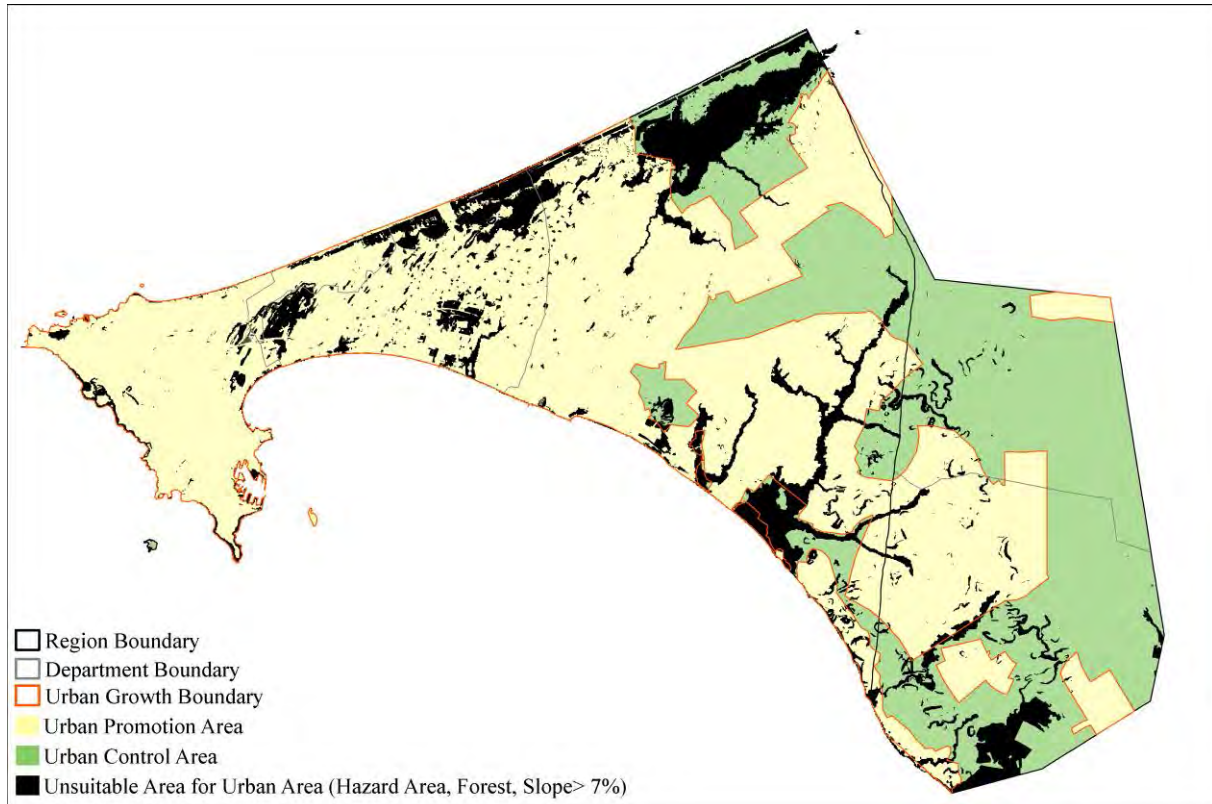 Region Boundary
Department Boundary
Urban Growth Boundary
Urban Promotion Area
Urban Control Area
Unsuitable Area for Urban Area (Hazard Area, Forest, Slope> 7%)